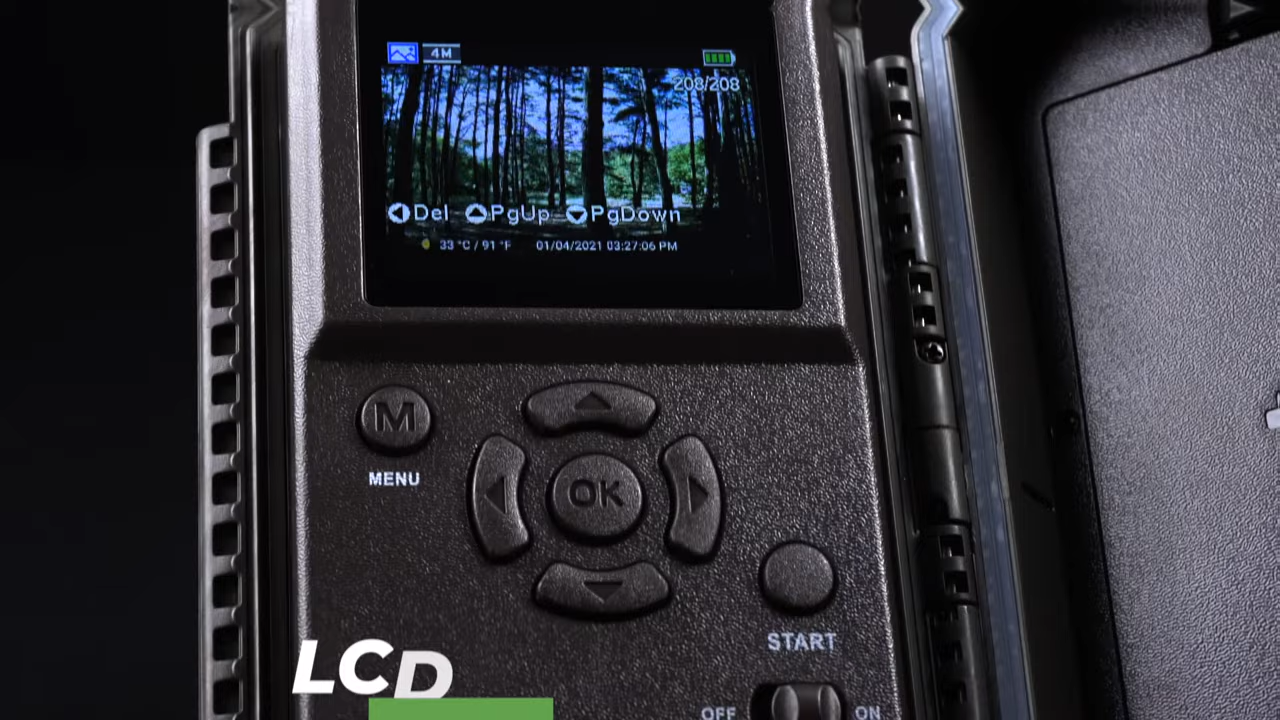 4M
208/208
Del PgUp PgDown
33 °C / 91 °F 01/04/2021 03:27:06 PM
M
MENU
OK
START
LCD
OFF ON